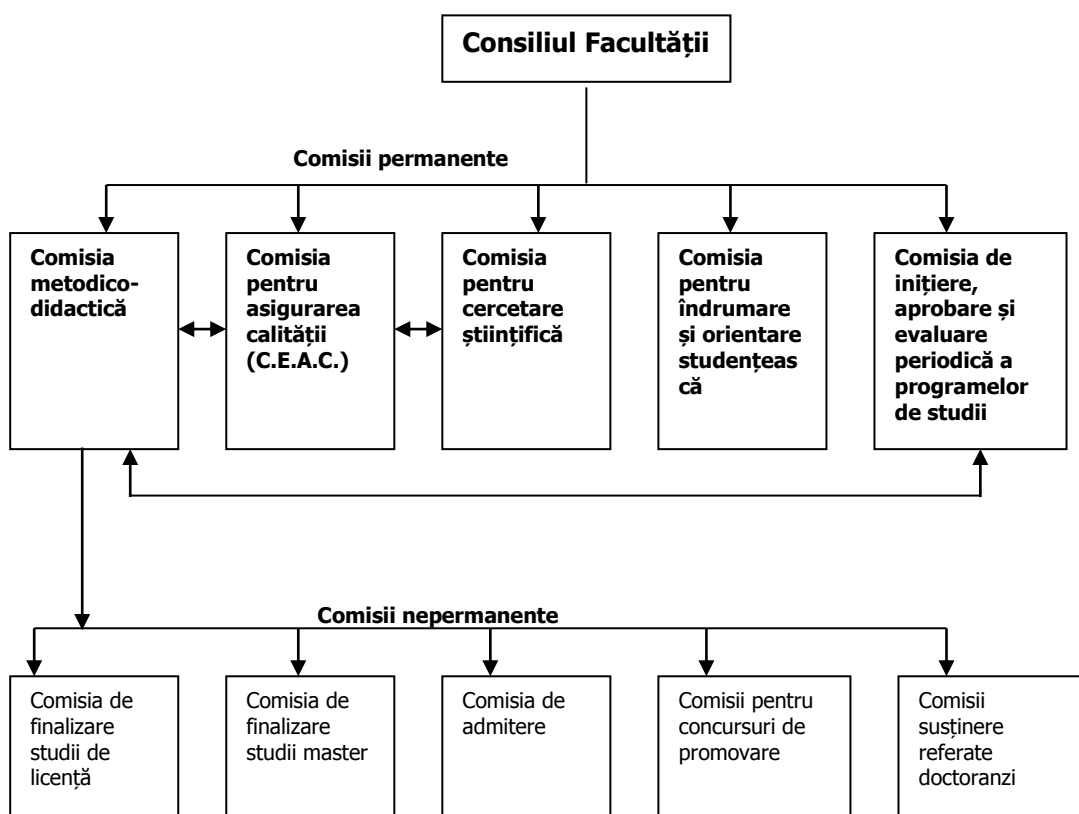 Consiliul Facultății
Comisii permanente
Comisia
metodico-
didactică
Comisia
pentru
asigurarea
calității
(C.E.A.C.)
Comisia
pentru
cercetare
științifică
Comisia
pentru
îndrumare
și orientare
studențeas
că
Comisia de
inițiere,
aprobare și
evaluare
periodică a
programelor
de studii
Comisii nepermanente
Comisia de
finalizare
studii de
licență
Comisia de
finalizare
studii master
Comisia de
admitere
Comisii pentru
concursuri de
promovare
Comisii
susținere
referate
doctoranzi